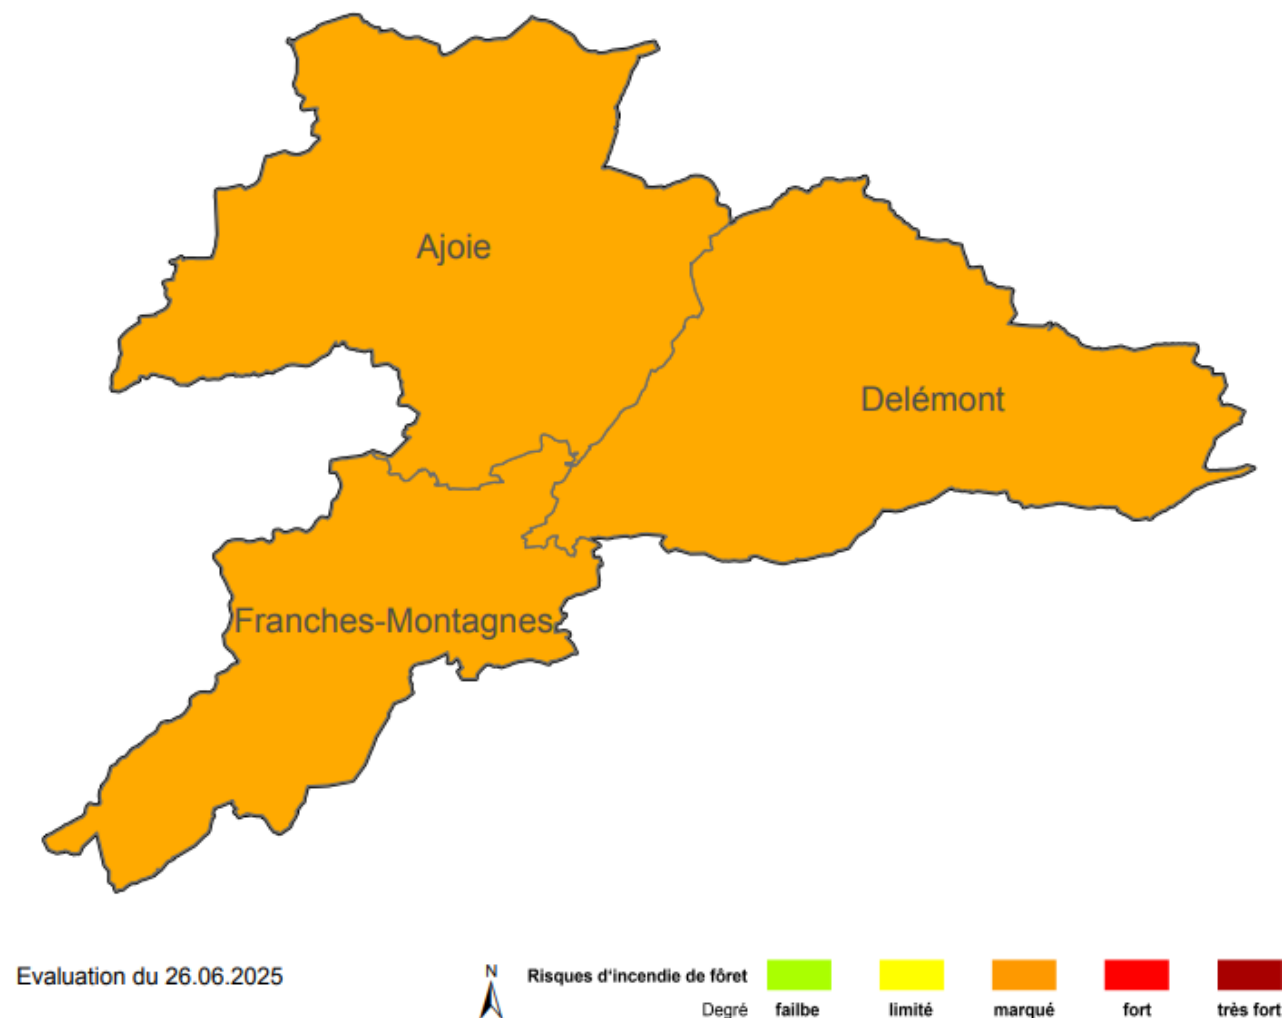 Ajoie
Delémont
Franches-Montagnes
Evaluation du 26.06.2025
N
Risques d'incendie de fôret
Degré failbe limité marqué fort très fort